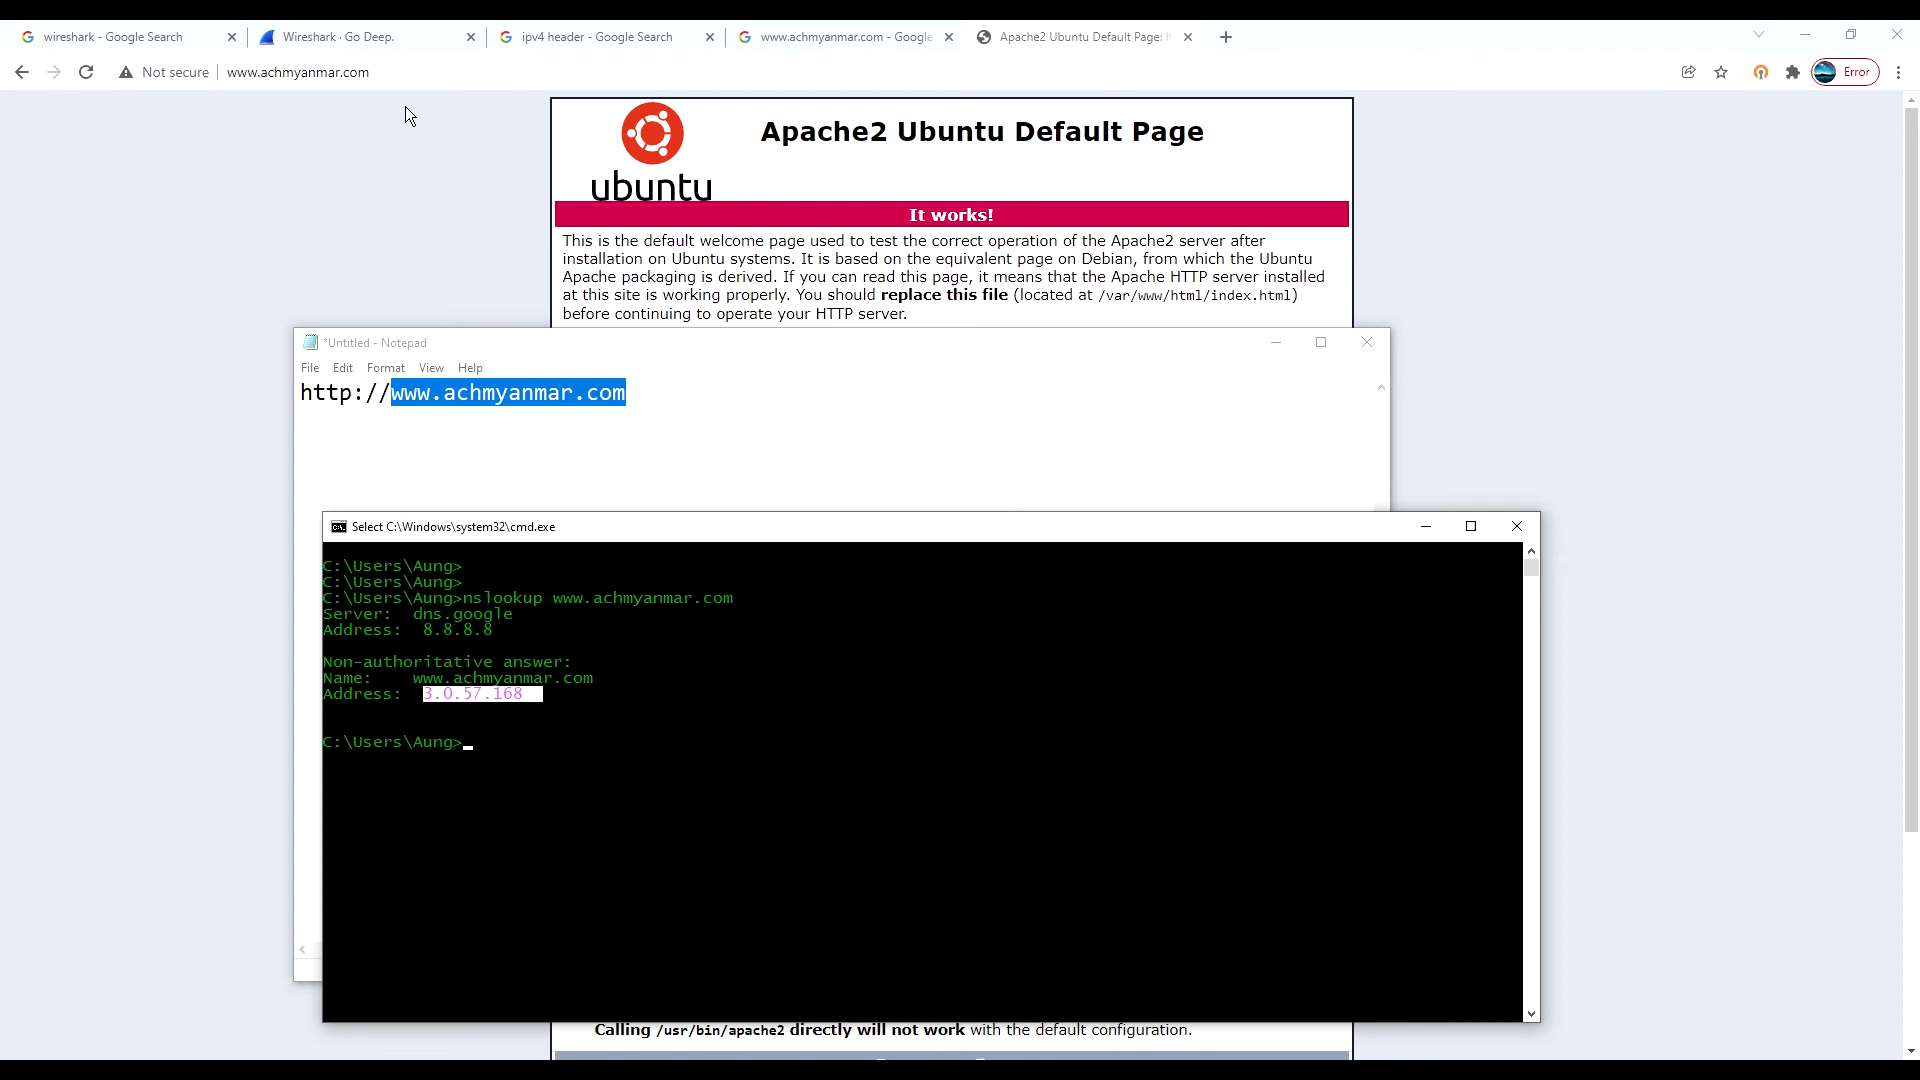 wireshark - Google Search
Wireshark · Go Deep.
ipv4 header - Google Search
www.achmyanmar.com - Google
Apache2 Ubuntu Default Page: I
Not secure
www.achmyanmar.com
Error
ubuntu
Apache2 Ubuntu Default Page
It works!
This is the default welcome page used to test the correct operation of the Apache2 server after
installation on Ubuntu systems. It is based on the equivalent page on Debian, from which the Ubuntu
Apache packaging is derived. If you can read this page, it means that the Apache HTTP server installed
at this site is working properly. You should replace this file (located at /var/www/html/index.html)
before continuing to operate your HTTP server.
*Untitled - Notepad
File Edit Format View Help
http://www.achmyanmar.com
Select C:\Windows\system32\cmd.exe
C:\Users\Aung>
C:\Users\Aung>
C:\Users\Aung>nslookup www.achmyanmar.com
Server: dns.google
Address: 8.8.8.8
Non-authoritative answer:
Name: www.achmyanmar.com
Address: 3.0.57.168
C:\Users\Aung>
Calling /usr/bin/apache2 directly will not work with the default configuration.